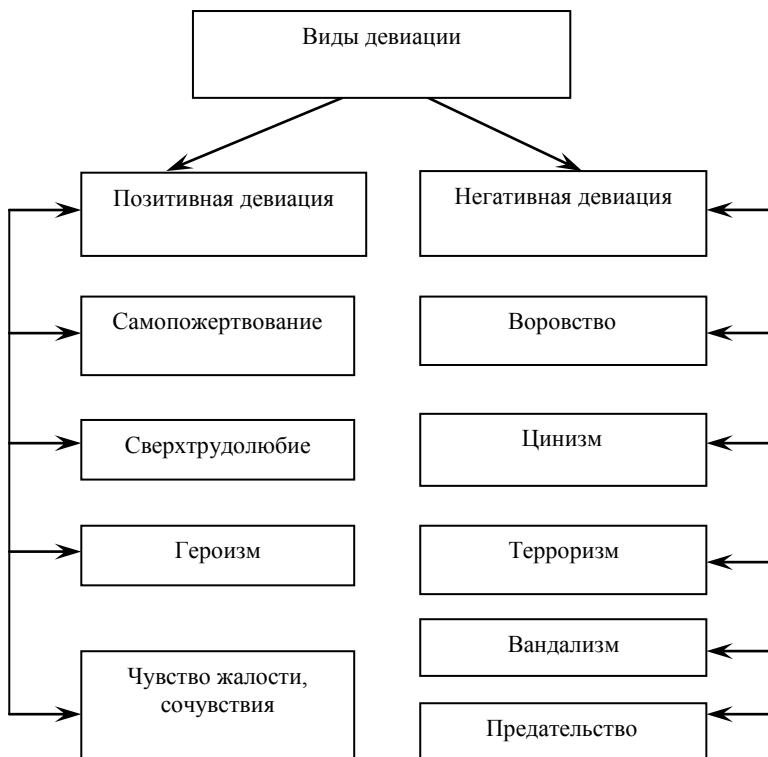 Виды девиации
Позитивная девиация
Негативная девиация
Самопожертвование
Воровство
Сверхтрудолюбие
Цинизм
Героизм
Терроризм
Чувство жалости,
сочувствия
Вандализм
Предательство